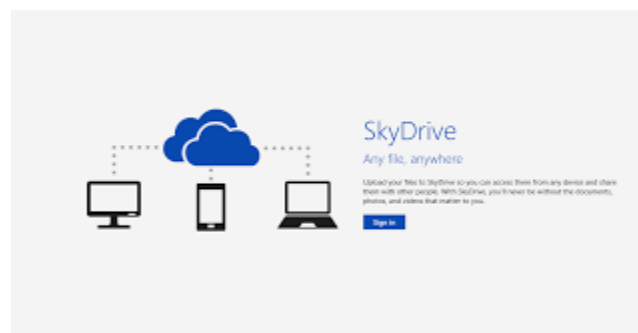 SkyDrive
Any file, anywhere
Upload your files to SkyDrive so you can access them from any device and share
them with other people. With SkyDrive, you'll never be without the documents,
photos, and videos that matter to you.
Sign in